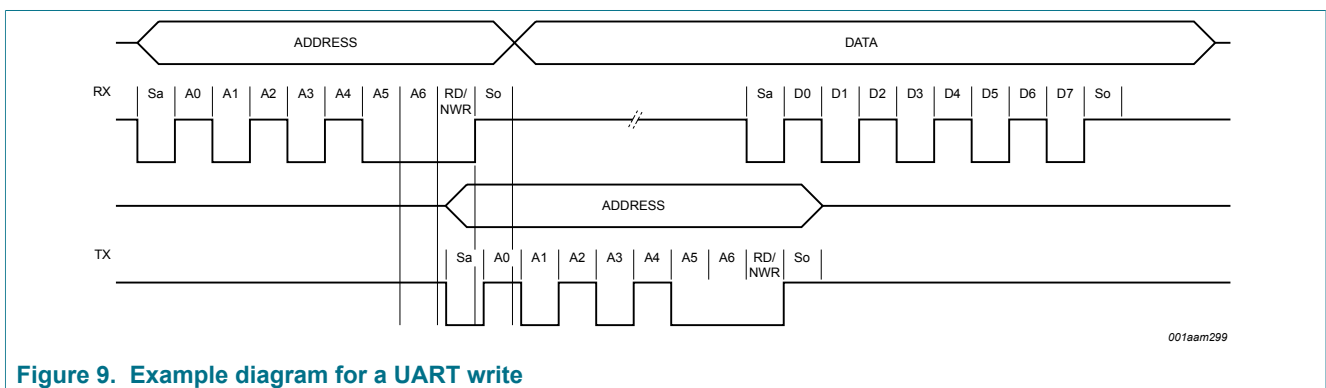 ADDRESS DATA
RX Sa A0 A1 A2 A3 A4 A5 A6 RD/ So Sa D0 D1 D2 D3 D4 D5 D6 D7 So
NWR
ADDRESS
TX Sa A0 A1 A2 A3 A4 A5 A6 RD/ So
NWR
001aam299
Figure 9. Example diagram for a UART write